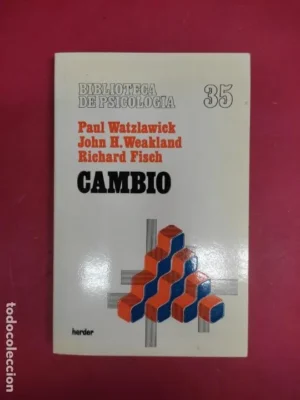 BIBLIOTECA
DE PSICOLOGIA
35
Paul Watzlawick
John H. Weakland
Richard Fisch
CAMBIO
herder
todocoleccion